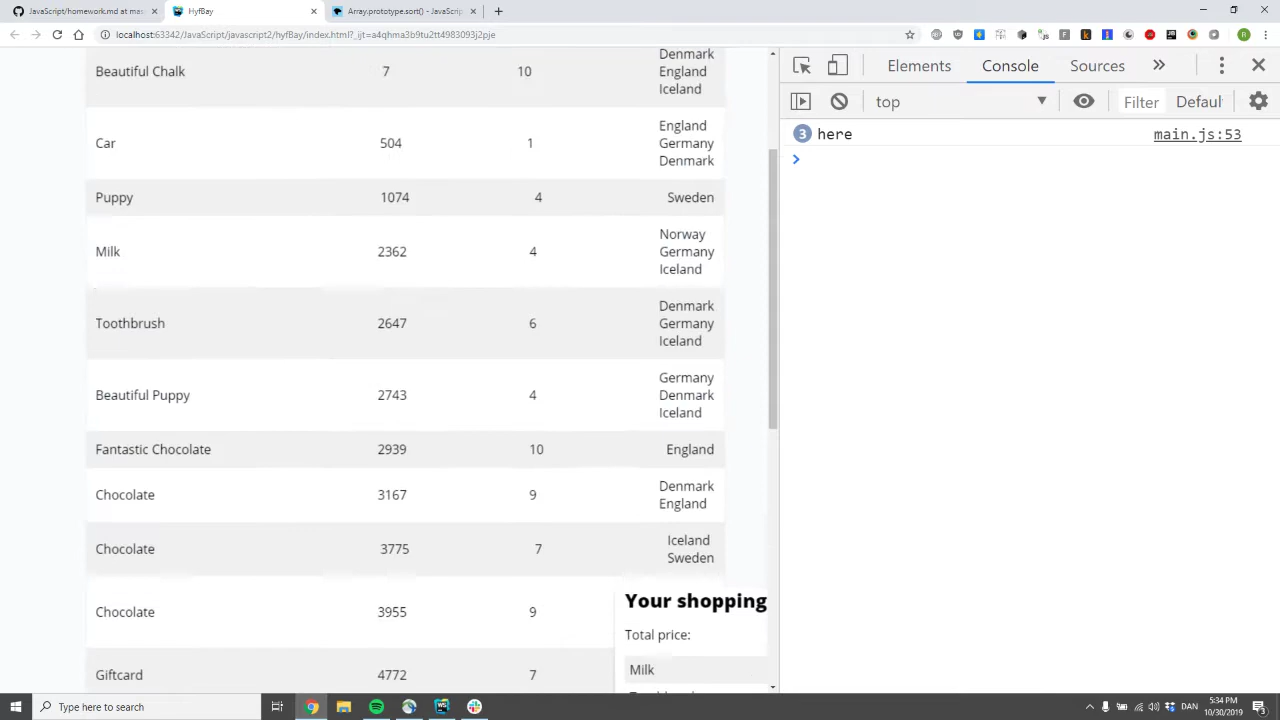 JavaScript/homework.md at mas
HyfBay
Array.prototype.sort() - JavaScri
localhost:63342/JavaScript/javascript2/hyfBay/index.html?_ijt=a4qhma3b9tu2tt4983093j2pje
Denmark
Beautiful Chalk 7 10 England
Iceland
England
Car 504 1 Germany
Denmark
Puppy 1074 4 Sweden
Norway
Milk 2362 4 Germany
Iceland
Denmark
Toothbrush 2647 6 Germany
Iceland
Germany
Beautiful Puppy 2743 4 Denmark
Iceland
Fantastic Chocolate 2939 10 England
Denmark
Chocolate 3167 9
England
Iceland
Chocolate 3775 7
Sweden
Chocolate 3955 9
Giftcard 4772 7
Your shopping
Total price:
Milk
Elements Console Sources
top Filter Defaul
3 here main.js:53
Type here to search
DAN
5:34 PM
10/30/2019